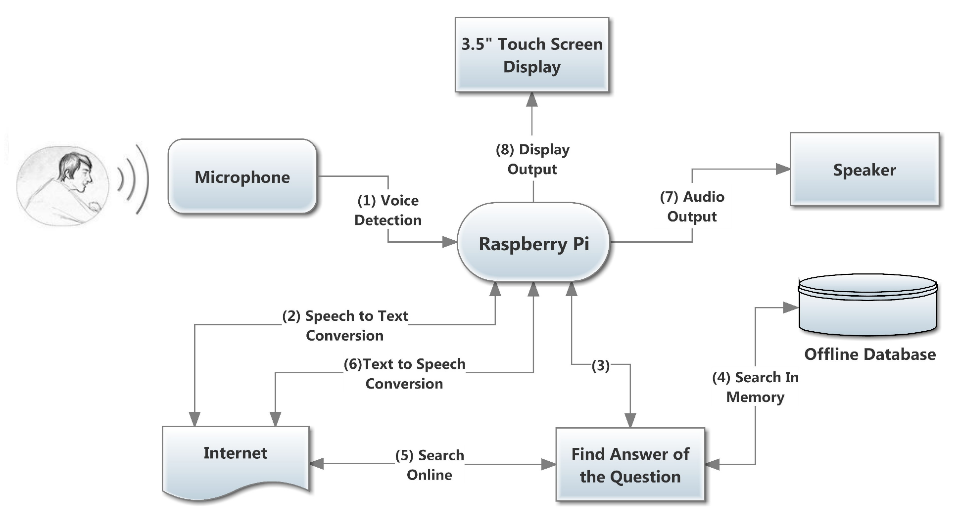 3.5" Touch Screen
Display
(8) Display
Output
Microphone
(1) Voice
Detection
Raspberry Pi
(7) Audio
Output
Speaker
(2) Speech to Text
Conversion
(6)Text to Speech
Conversion
(3)
Offline Database
(4) Search In
Memory
Internet
(5) Search
Online
Find Answer of
the Question